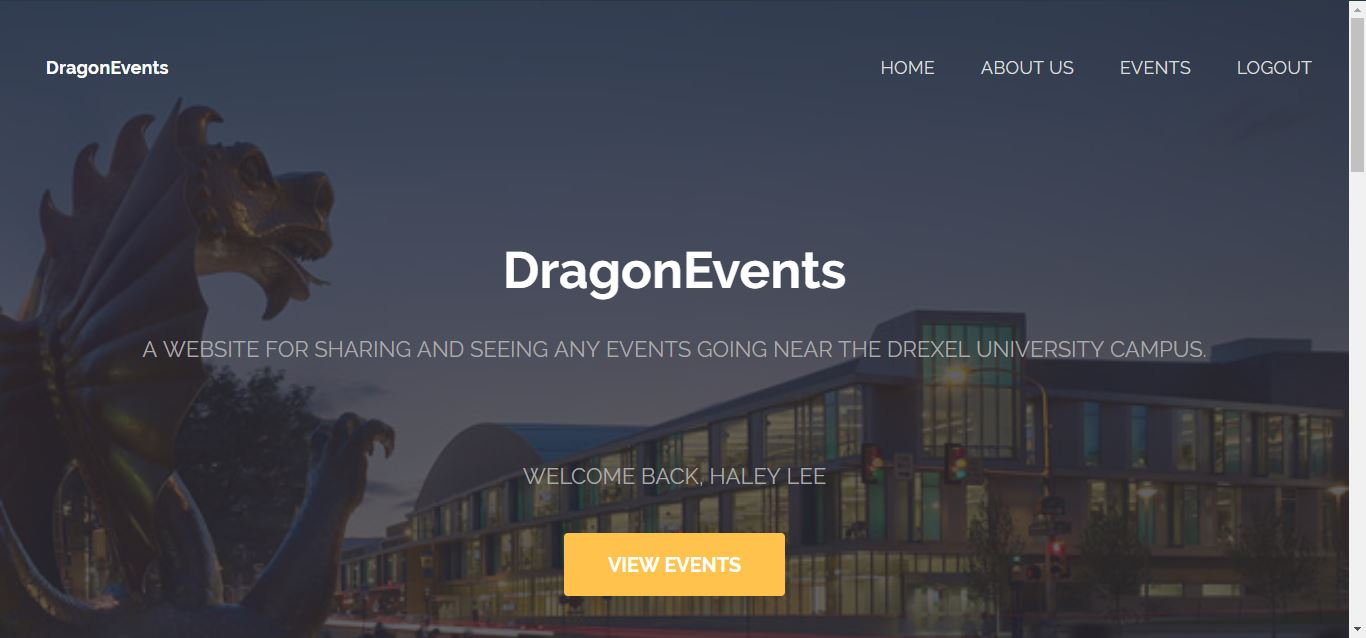 DragonEvents
HOME ABOUT US EVENTS LOGOUT
DragonEvents
A WEBSITE FOR SHARING AND SEEING ANY EVENTS GOING NEAR THE DREXEL UNIVERSITY CAMPUS.
WELCOME BACK, HALEY LEE
VIEW EVENTS